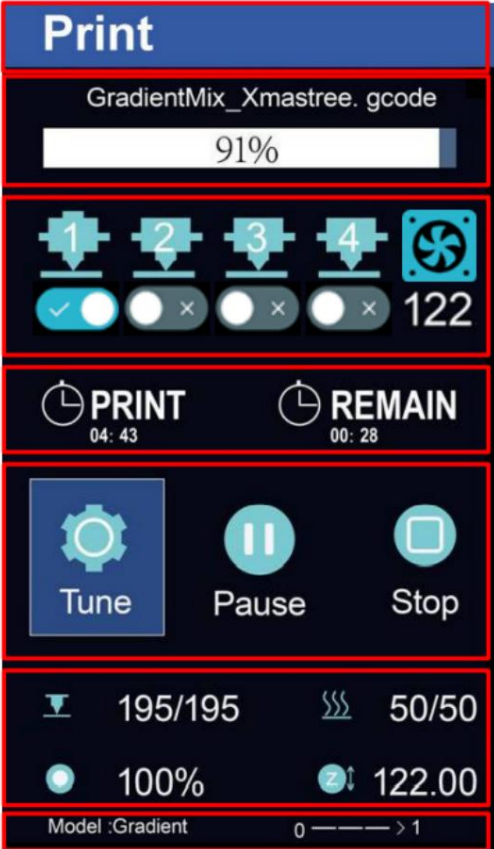 Print
GradientMix_Xmastree. gcode
91%
1 2 3 4
122
PRINT REMAIN
04: 43 00: 28
Tune Pause Stop
195/195 50/50
100% Z 122.00
Model :Gradient 0 ———> 1